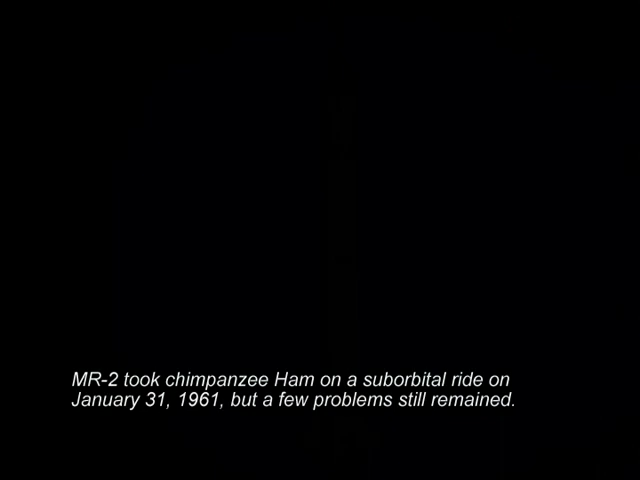 MR-2 took chimpanzee Ham on a suborbital ride on
January 31, 1961, but a few problems still remained.